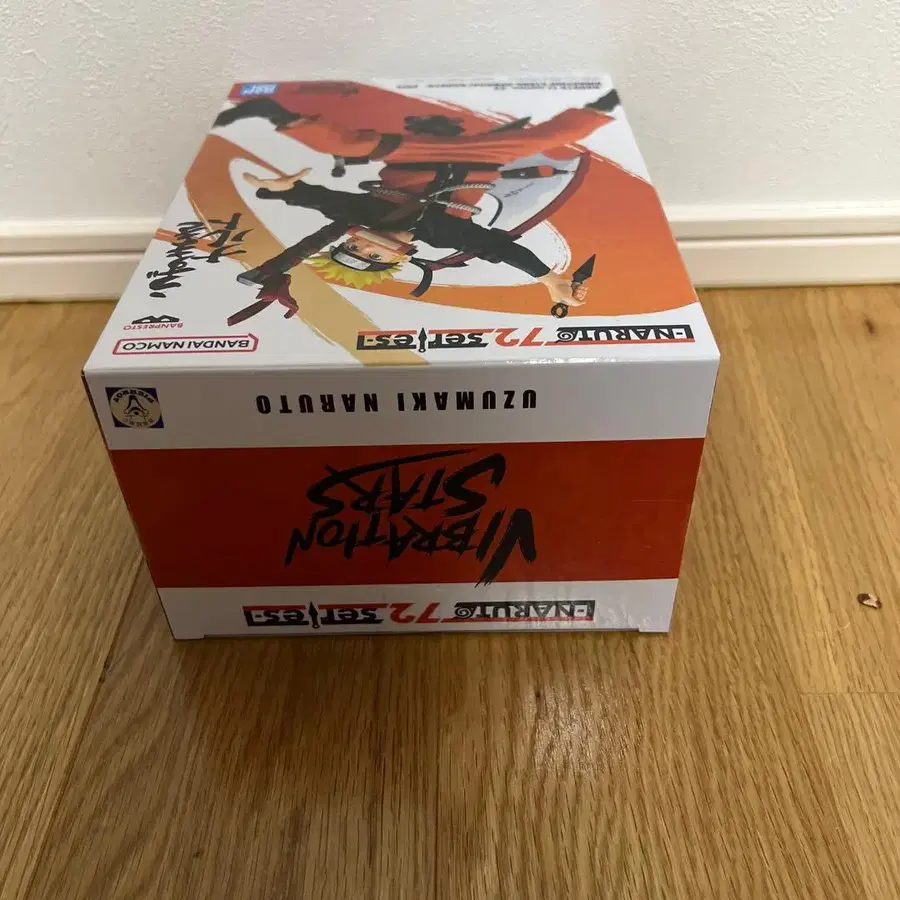 BANPRESTO
BANDAI NAMCO
-NARUTO 72 series-
UZUMAKI NARUTO
VIBRATION
STARS
-NARUTO 72 series-